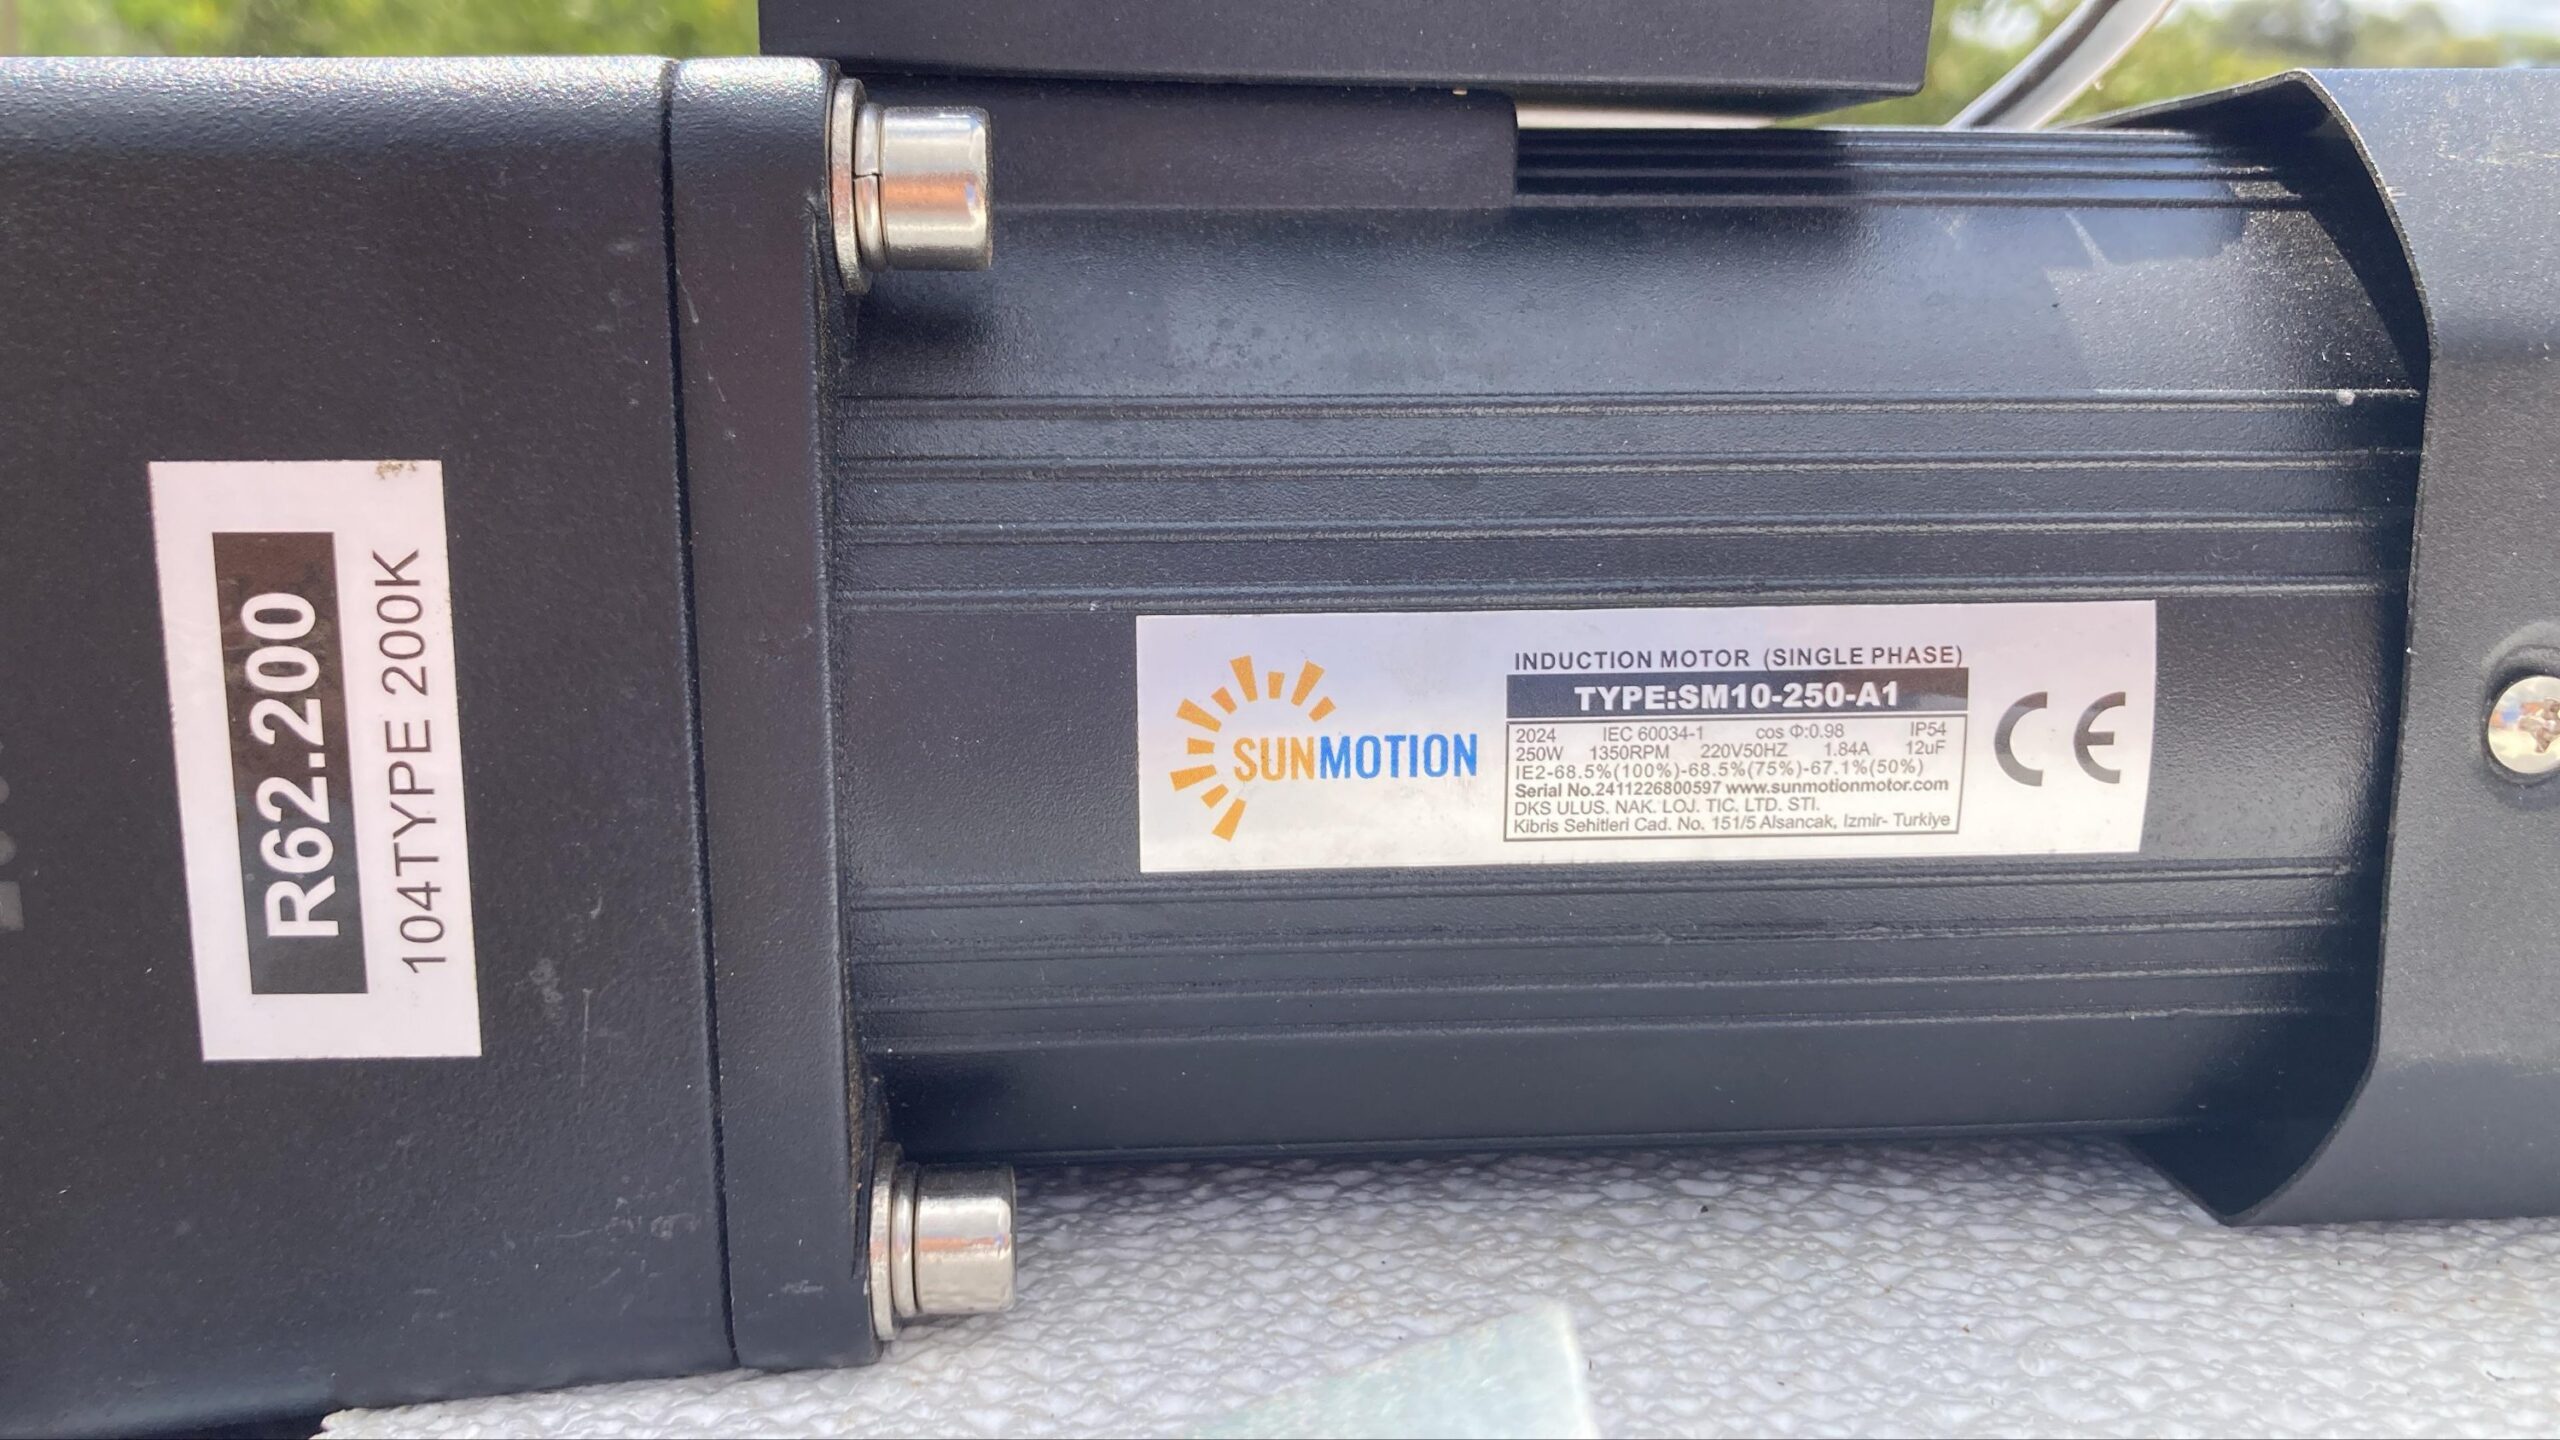 R62.200
104TYPE 200K
SUNMOTION
INDUCTION MOTOR (SINGLE PHASE)
TYPE:SM10-250-A1
2024 IEC 60034-1 cos Φ:0.98 IP54
250W 1350RPM 220V50HZ 1.84A 12uF
IE2-68.5%(100%)-68.5%(75%)-67.1%(50%)
Serial No.2411226800597 www.sunmotionmotor.com
DKS ULUS. NAK. LOJ. TIC. LTD. STI.
Kibris Sehitleri Cad. No. 151/5 Alsancak, Izmir- Turkiye
CE